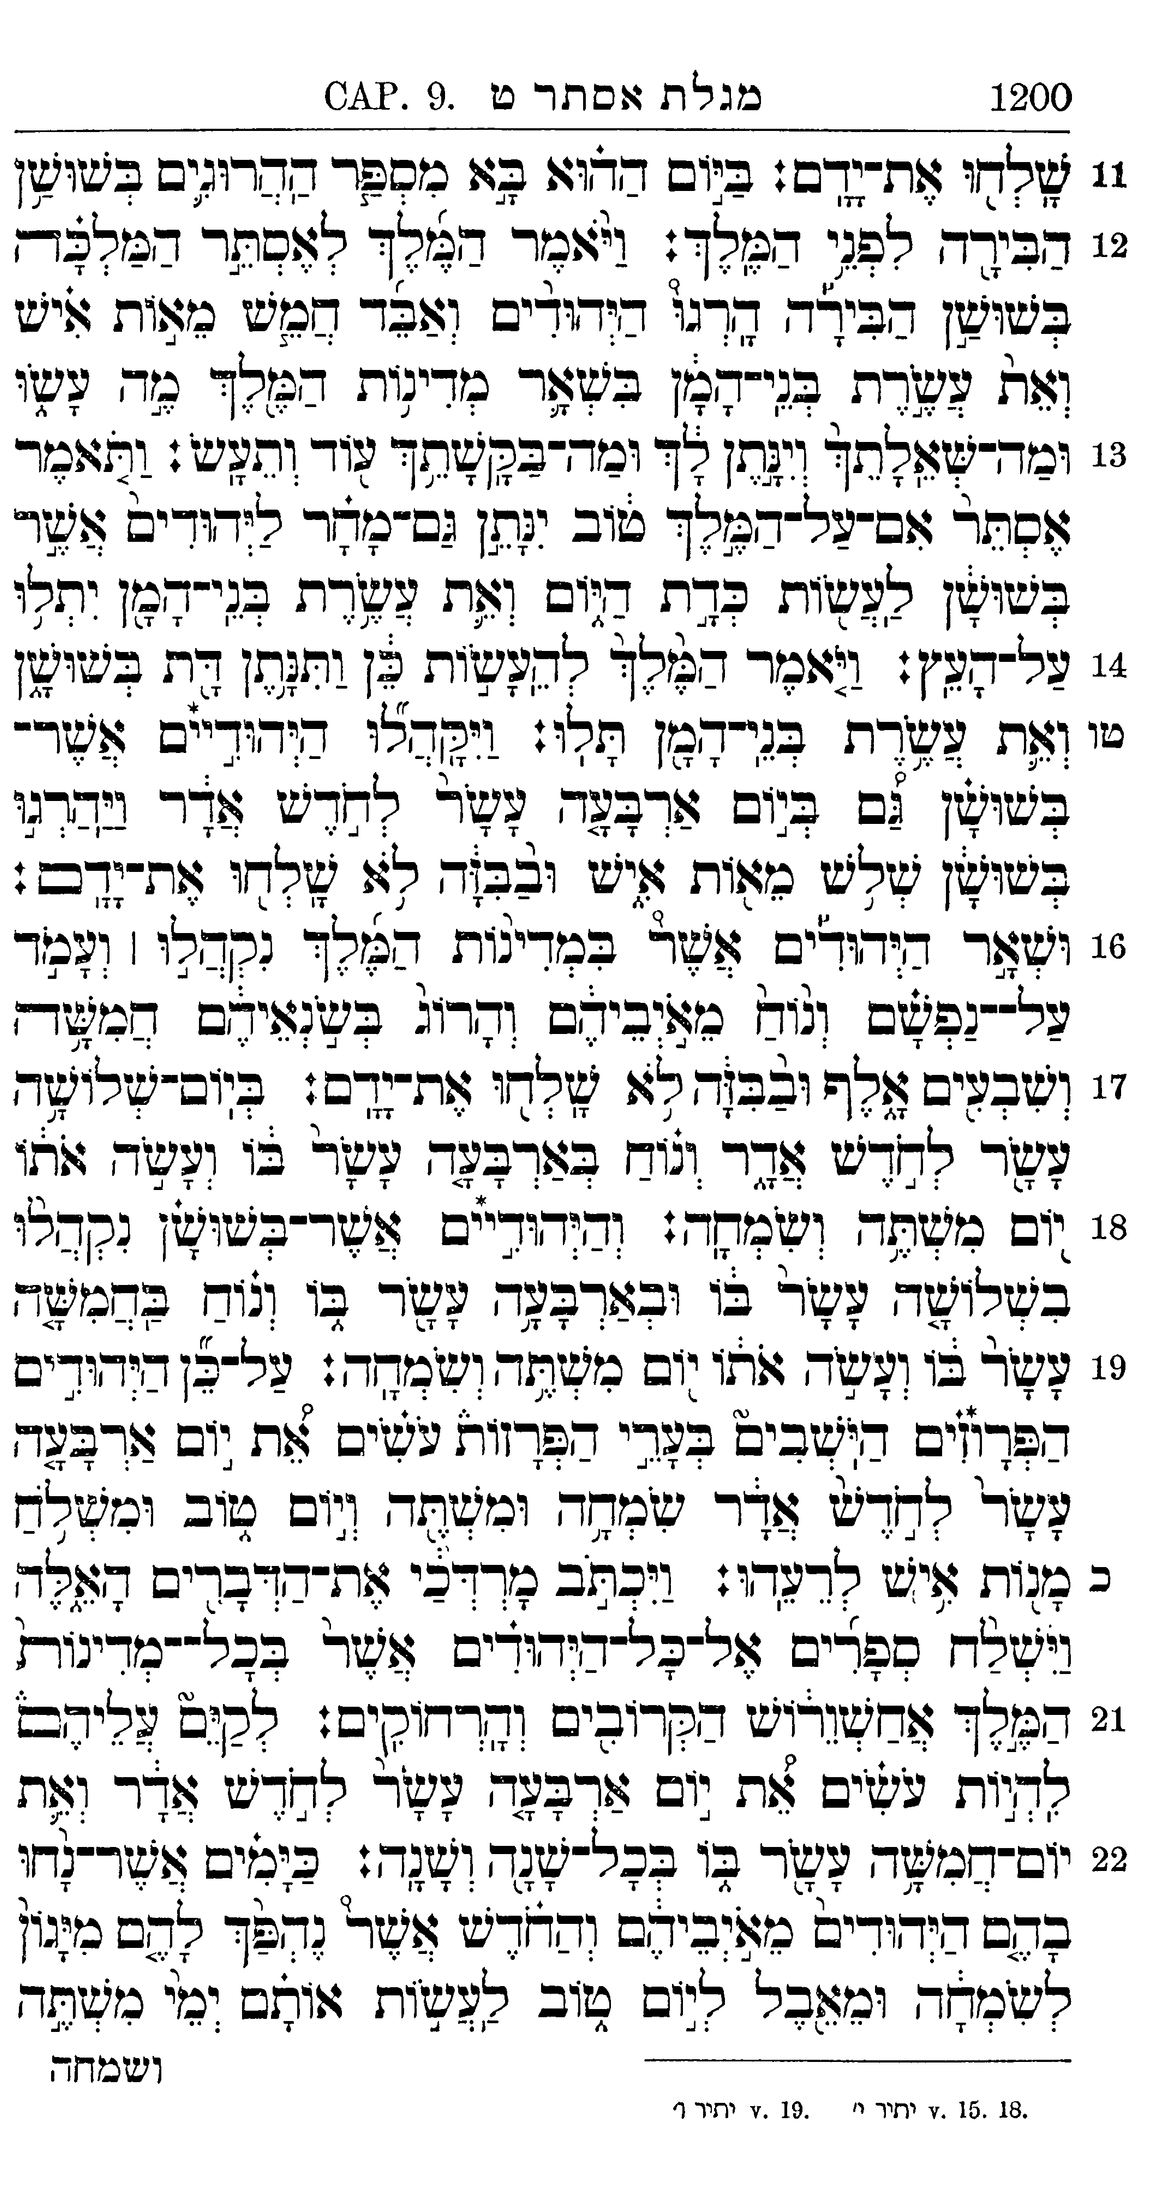 1200 מגלת אסתר ט CAP. 9.
11 שָֽׁלְח֖וּ אֶת־יָדָֽם׃ בַּיּ֣וֹם הַה֗וּא בָּ֣א מִסְפַּ֧ר הַֽהֲרוּגִ֛ים בְּשׁוּשַׁ֥ן
12 הַבִּירָ֖ה לִפְנֵ֥י הַמֶּֽלֶךְ׃ וַיֹּ֨אמֶר הַמֶּ֜לֶךְ לְאֶסְתֵּ֣ר הַמַּלְכָּ֗ה
בְּשׁוּשַׁ֣ן הַבִּירָ֡ה הָֽרְגוּ֩ הַיְּהוּדִ֨ים וְאַבֵּ֜ד חֲמֵ֧שׁ מֵא֣וֹת אִ֗ישׁ
וְאֵת֙ עֲשֶׂ֣רֶת בְּנֵֽי־הָמָ֔ן בִּשְׁאָ֛ר מְדִינ֥וֹת הַמֶּ֖לֶךְ מֶ֣ה עָשׂ֑וּ
13 וּמַה־שְּׁאֵֽלָתֵךְ֙ וְיִנָּ֣תֶן לָ֔ךְ וּמַה־בַּקָּֽשָׁתֵ֥ךְ ע֖וֹד וְתֵעָֽשׂ׃ וַתֹּ֤אמֶר
אֶסְתֵּר֙ אִם־עַל־הַמֶּ֣לֶךְ ט֔וֹב יִנָּתֵ֣ן גַּם־מָחָ֗ר לַיְּהוּדִים֙ אֲשֶׁ֣ר
בְּשׁוּשָׁ֔ן לַֽעֲשׂ֖וֹת כְּדָ֣ת הַיּ֑וֹם וְאֵ֛ת עֲשֶׂ֥רֶת בְּנֵֽי־הָמָ֖ן יִתְל֥וּ
14 עַל־הָעֵֽץ׃ וַיֹּ֤אמֶר הַמֶּ֙לֶךְ֙ לְהֵֽעָשׂ֣וֹת כֵּ֔ן וַתִּנָּתֵ֥ן דָּ֖ת בְּשׁוּשָׁ֑ן
טו וְאֵ֛ת עֲשֶׂ֥רֶת בְּנֵֽי־הָמָ֖ן תָּלֽוּ׃ וַיִּֽקָּהֲל֞וּ הַיְּהוּדִ֣יים* אֲשֶׁר־
בְּשׁוּשָׁ֗ן גַּ֠ם בְּי֣וֹם אַרְבָּעָ֤ה עָשָׂר֙ לְחֹ֣דֶשׁ אֲדָ֔ר וַיַּֽהַרְג֣וּ
בְּשׁוּשָׁ֔ן שְׁלֹ֥שׁ מֵא֖וֹת אִ֑ישׁ וּבַ֨בִּזָּ֔ה לֹ֥א שָֽׁלְח֖וּ אֶת־יָדָֽם׃
16 וּשְׁאָ֣ר הַיְּהוּדִ֡ים אֲשֶׁר֩ בִּמְדִינ֨וֹת הַמֶּ֜לֶךְ נִקְהֲל֣וּ ׀ וְעָמֹ֣ד
עַל־־נַפְשָׁ֗ם וְנ֙וֹחַ֙ מֵאֹ֣יְבֵיהֶ֔ם וְהָרוֹג֙ בְּשֹׂ֣נְאֵיהֶ֔ם חֲמִשָּׁ֥ה
17 וְשִׁבְעִ֖ים אָ֑לֶף וּבַ֨בִּזָּ֔ה לֹ֥א שָֽׁלְח֖וּ אֶת־יָדָֽם׃ בְּיֽוֹם־שְׁלוֹשָׁ֥ה
עָשָׂ֖ר לְחֹ֣דֶשׁ אֲדָ֑ר וְנ֗וֹחַ בְּאַרְבָּעָ֤ה עָשָׂר֙ בּ֔וֹ וְעָשֹׂ֣ה אֹת֔וֹ
18 י֖וֹם מִשְׁתֶּ֥ה וְשִׂמְחָֽה׃ וְהַיְּהוּדִ֣יים* אֲשֶׁר־בְּשׁוּשָׁ֗ן נִקְהֲלוּ֙
בִּשְׁלוֹשָׁ֤ה עָשָׂר֙ בּ֔וֹ וּבְאַרְבָּעָ֥ה עָשָׂ֖ר בּ֑וֹ וְנ֗וֹחַ בַּֽחֲמִשָּׁ֤ה
19 עָשָׂר֙ בּ֔וֹ וְעָשֹׂ֣ה אֹת֔וֹ י֖וֹם מִשְׁתֶּ֥ה וְשִׂמְחָֽה׃ עַל־כֵּ֞ן הַיְּהוּדִ֣ים
הַפְּרָוזִ֗ים* הַיֹּֽשְׁבִים֮ בְּעָרֵ֣י הַפְּרָזוֹת֒ עֹשִׂ֗ים אֵ֠ת י֣וֹם אַרְבָּעָ֤ה
עָשָׂר֙ לְחֹ֣דֶשׁ אֲדָ֔ר שִׂמְחָ֥ה וּמִשְׁתֶּ֖ה וְי֣וֹם ט֑וֹב וּמִשְׁלֹ֥חַ
כ מָנ֖וֹת אִ֥ישׁ לְרֵעֵֽהוּ׃ וַיִּכְתֹּ֣ב מָרְדֳּכַ֔י אֶת־הַדְּבָרִ֖ים הָאֵ֑לֶּה
וַיִּשְׁלַ֨ח סְפָרִ֜ים אֶל־כָּל־הַיְּהוּדִ֗ים אֲשֶׁר֙ בְּכָל־־מְדִינוֹת֙
21 הַמֶּ֣לֶךְ אֲחַשְׁוֵר֔וֹשׁ הַקְּרוֹבִ֖ים וְהָֽרְחוֹקִֽים׃ לְקַיֵּם֮ עֲלֵיהֶם֒
לִֽהְי֣וֹת עֹשִׂ֗ים אֵ֠ת י֣וֹם אַרְבָּעָ֤ה עָשָׂר֙ לְחֹ֣דֶשׁ אֲדָ֔ר וְאֵ֛ת
22 יוֹם־חֲמִשָּׁ֥ה עָשָׂ֖ר בּ֑וֹ בְּכָל־שָׁנָ֖ה וְשָׁנָֽה׃ כַּיָּמִ֗ים אֲשֶׁר־נָ֨חוּ
בָהֶ֤ם הַיְּהוּדִים֙ מֵאֹ֣יְבֵיהֶ֔ם וְהַחֹ֗דֶשׁ אֲשֶׁר֩ נֶהְפַּ֨ךְ לָהֶ֤ם מִיָּגוֹן֙
לְשִׂמְחָ֔ה וּמֵאֵ֖בֶל לְי֣וֹם ט֑וֹב לַֽעֲשׂ֣וֹת אוֹתָ֗ם יְמֵי֙ מִשְׁתֶּ֣ה
ושמחה
v. 15. 18. יתיר י׳ v. 19. יתיר ו׳